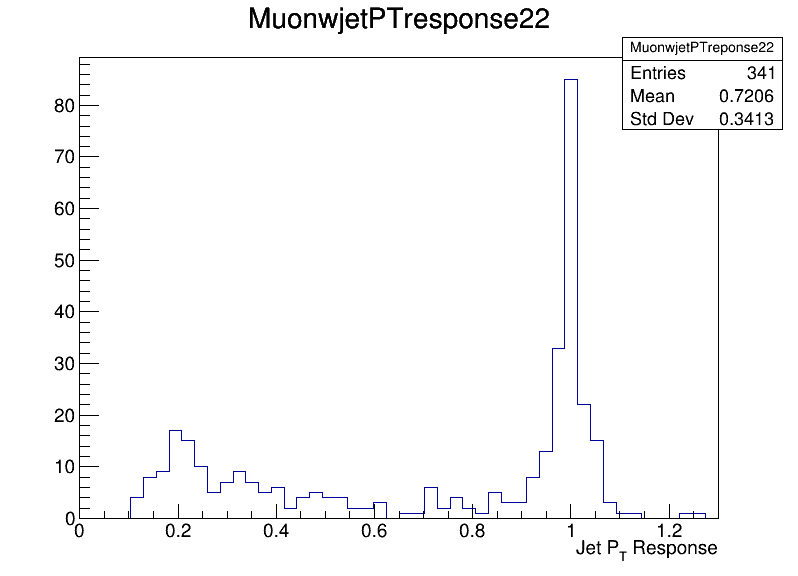 MuonwjetPTresponse22
MuonwjetPTreponse22
Entries 341
Mean 0.7206
Std Dev 0.3413
80
70
60
50
40
30
20
10
0
0 0.2 0.4 0.6 0.8 1 1.2
Jet PT Response